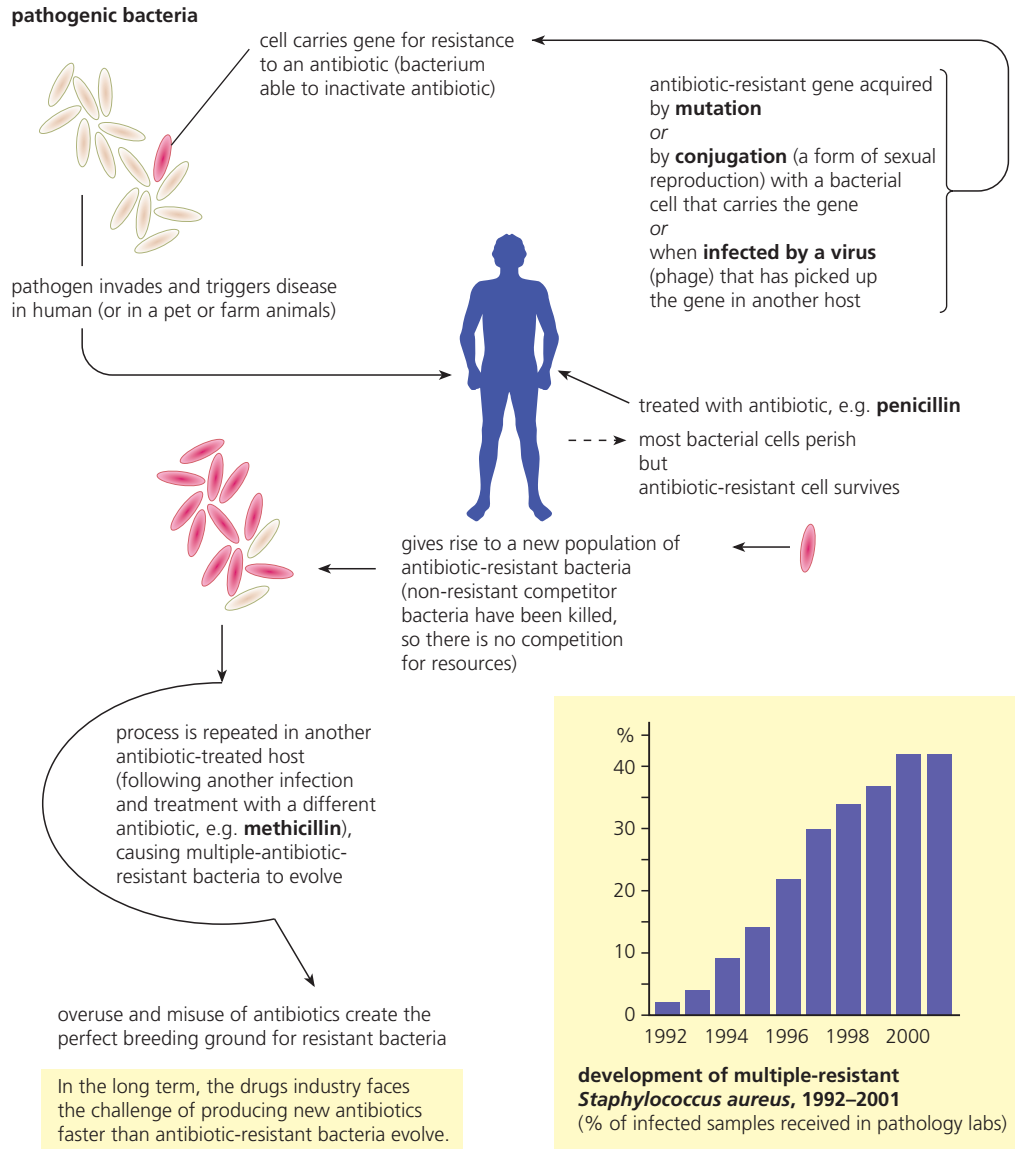 pathogenic bacteria
cell carries gene for resistance
to an antibiotic (bacterium
able to inactivate antibiotic)
antibiotic-resistant gene acquired
by mutation
or
by conjugation (a form of sexual
reproduction) with a bacterial
cell that carries the gene
or
when infected by a virus
(phage) that has picked up
the gene in another host
pathogen invades and triggers disease
in human (or in a pet or farm animals)
treated with antibiotic, e.g. penicillin
most bacterial cells perish
but
antibiotic-resistant cell survives
gives rise to a new population of
antibiotic-resistant bacteria
(non-resistant competitor
bacteria have been killed,
so there is no competition
for resources)
process is repeated in another
antibiotic-treated host
(following another infection
and treatment with a different
antibiotic, e.g. methicillin),
causing multiple-antibiotic-
resistant bacteria to evolve
overuse and misuse of antibiotics create the
perfect breeding ground for resistant bacteria
In the long term, the drugs industry faces
the challenge of producing new antibiotics
faster than antibiotic-resistant bacteria evolve.
%
40
30
20
10
0
1992 1994 1996 1998 2000
development of multiple-resistant
Staphylococcus aureus, 1992–2001
(% of infected samples received in pathology labs)